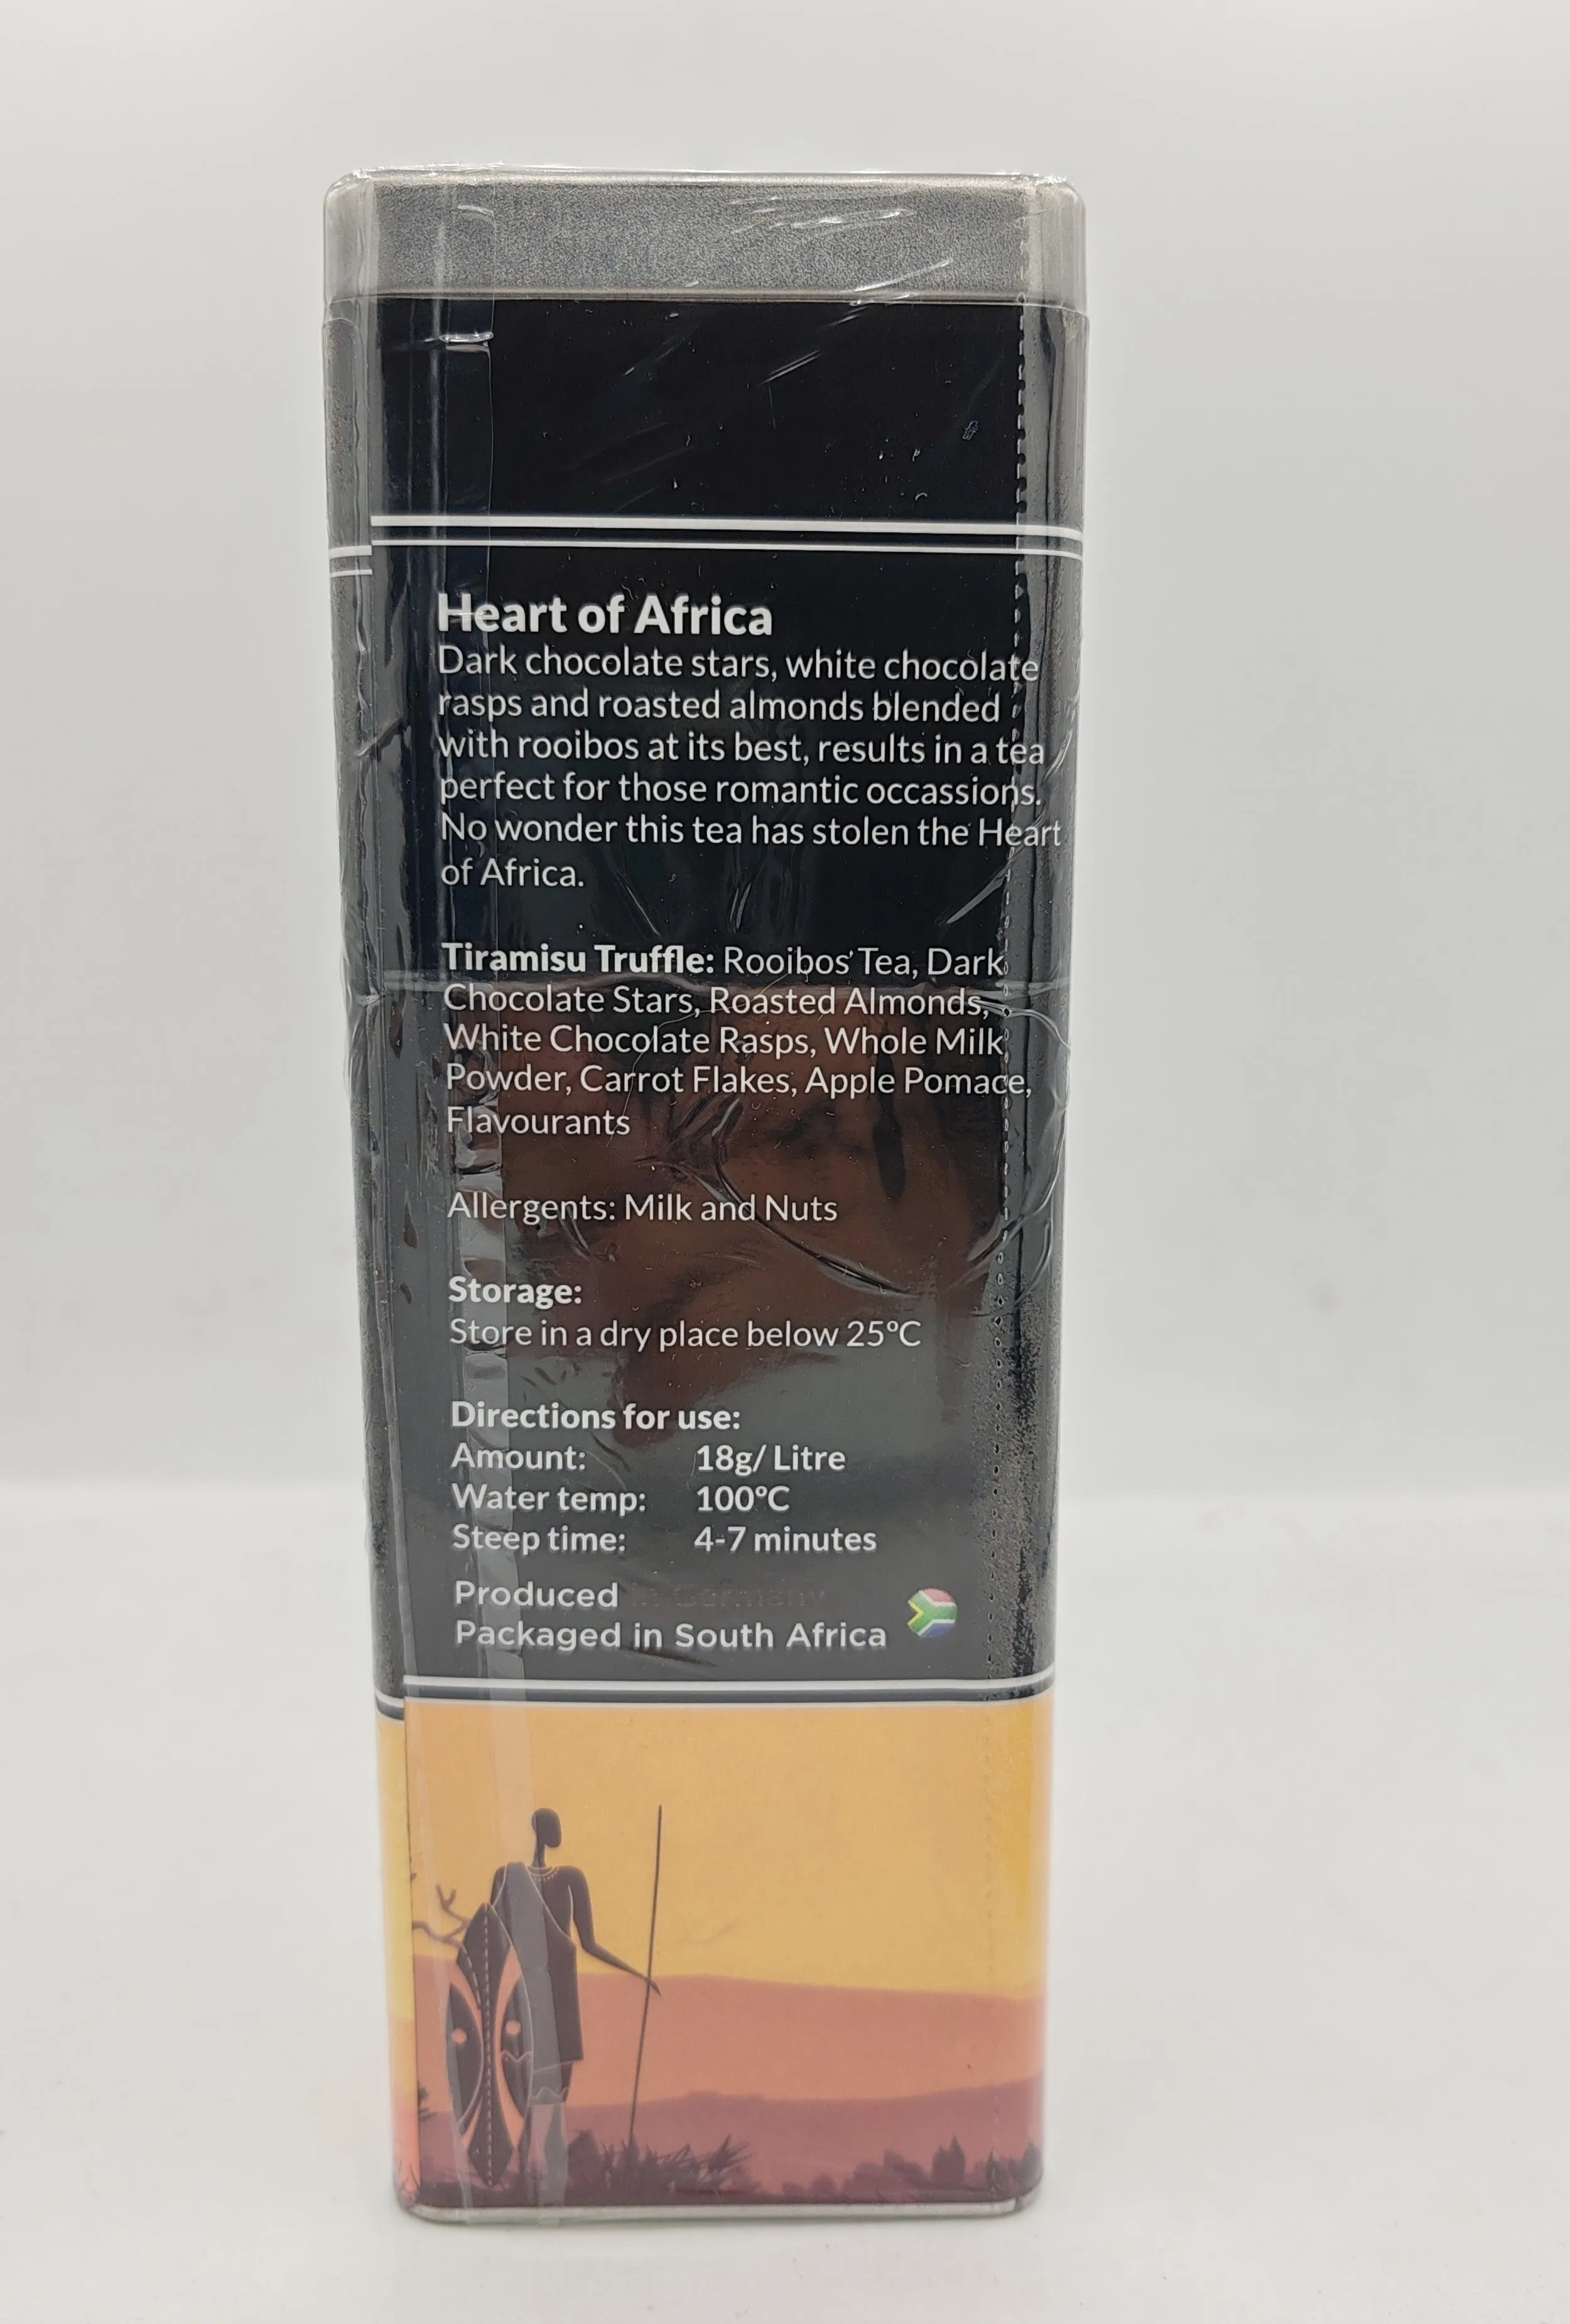 Heart of Africa
Dark chocolate stars, white chocolate
rasps and roasted almonds blended
with rooibos at its best, results in a tea
perfect for those romantic occassions.
No wonder this tea has stolen the Heart
of Africa.
Tiramisu Truffle: Rooibos Tea, Dark
Chocolate Stars, Roasted Almonds,
White Chocolate Rasps, Whole Milk
Powder, Carrot Flakes, Apple Pomace,
Flavourants
Allergents: Milk and Nuts
Storage:
Store in a dry place below 25ºC
Directions for use:
Amount: 18g/ Litre
Water temp: 100ºC
Steep time: 4-7 minutes
Produced in Germany
Packaged in South Africa